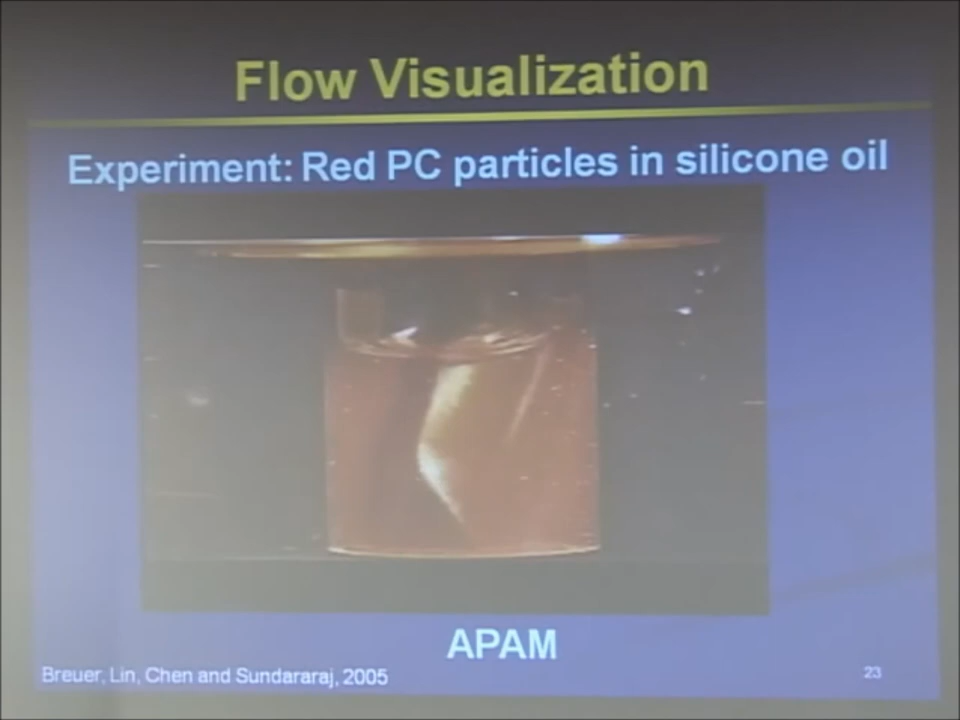 Flow Visualization
Experiment: Red PC particles in silicone oil
APAM
Breuer, Lin, Chen and Sundararaj, 2005
23